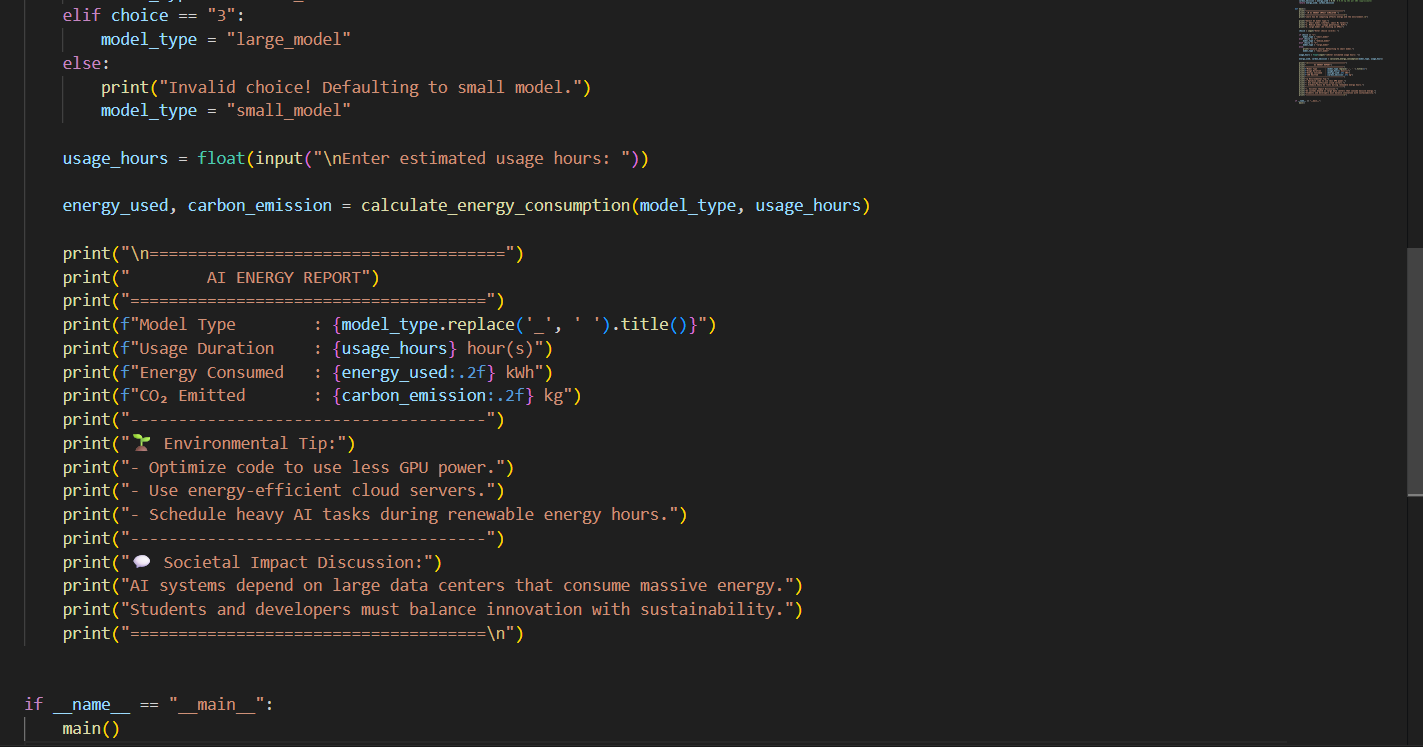 elif choice == "3":
    model_type = "large_model"
else:
    print("Invalid choice! Defaulting to small model.")
    model_type = "small_model"

usage_hours = float(input("\nEnter estimated usage hours: "))

energy_used, carbon_emission = calculate_energy_consumption(model_type, usage_hours)

print("\n=====================================")
print("        AI ENERGY REPORT")
print("=====================================")
print(f"Model Type        : {model_type.replace('_', ' ').title()}")
print(f"Usage Duration    : {usage_hours} hour(s)")
print(f"Energy Consumed   : {energy_used:.2f} kWh")
print(f"CO₂ Emitted       : {carbon_emission:.2f} kg")
print("-------------------------------------")
print("🌱 Environmental Tip:")
print("- Optimize code to use less GPU power.")
print("- Use energy-efficient cloud servers.")
print("- Schedule heavy AI tasks during renewable energy hours.")
print("-------------------------------------")
print("💬 Societal Impact Discussion:")
print("AI systems depend on large data centers that consume massive energy.")
print("Students and developers must balance innovation with sustainability.")
print("=====================================\n")

if __name__ == "__main__":
    main()